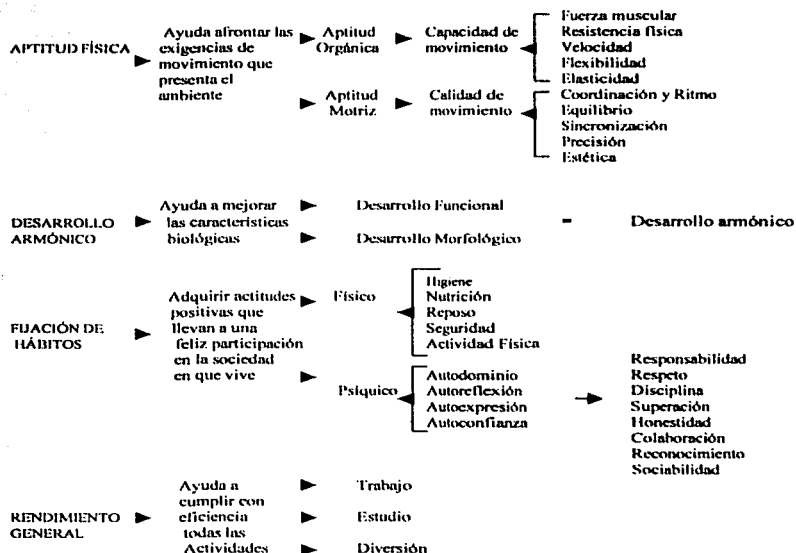 APTITUD FÍSICA
Ayuda afrontar las
exigencias de
movimiento que
presenta el
ambiente
Aptitud
Orgánica
Capacidad de
movimiento
Fuerza muscular
Resistencia física
Velocidad
Flexibilidad
Elasticidad
Aptitud
Motriz
Calidad de
movimiento
Coordinación y Ritmo
Equilibrio
Sincronización
Precisión
Estética
DESARROLLO
ARMÓNICO
Ayuda a mejorar
las características
biológicas
Desarrollo Funcional
Desarrollo Morfológico
=
Desarrollo armónico
FIJACIÓN DE
HÁBITOS
Adquirir actitudes
positivas que
llevan a una
feliz participación
en la sociedad
en que vive
Físico
Higiene
Nutrición
Reposo
Seguridad
Actividad Física
Psíquico
Autodominio
Autoreflexión
Autoexpresión
Autoconfianza
Responsabilidad
Respeto
Disciplina
Superación
Honestidad
Colaboración
Reconocimiento
Sociabilidad
RENDIMIENTO
GENERAL
Ayuda a
cumplir con
eficiencia
todas las
Actividades
Trabajo
Estudio
Diversión